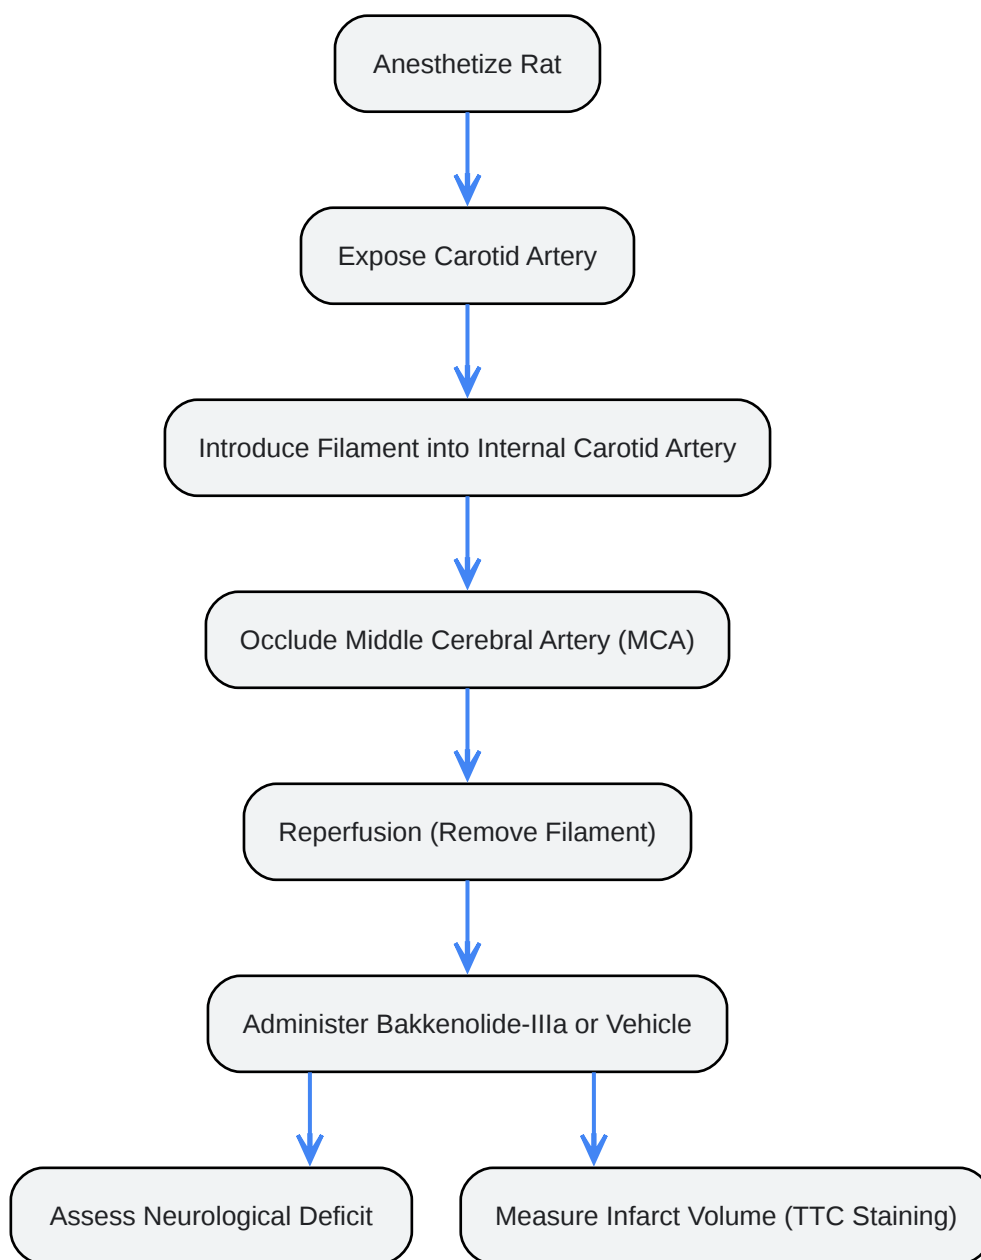 Anesthetize Rat
Expose Carotid Artery
Introduce Filament into Internal Carotid Artery
Occlude Middle Cerebral Artery (MCA)
Reperfusion (Remove Filament)
Administer Bakkenolide-IIIa or Vehicle
Assess Neurological Deficit
Measure Infarct Volume (TTC Staining)